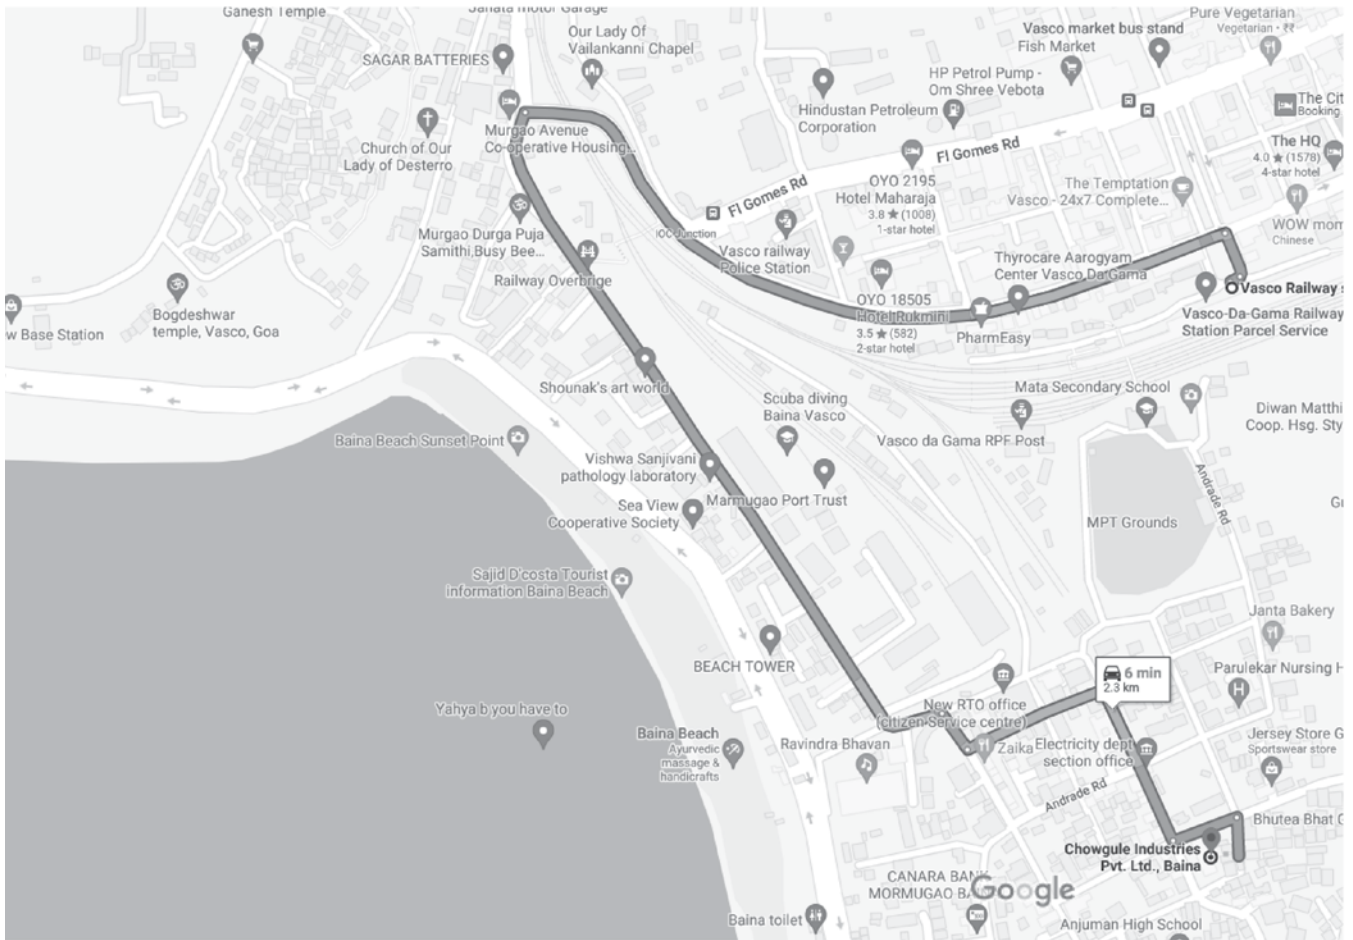 Ganesh Temple
Janata Motor Garage
Pure Vegetarian
Vegetarian • ₹₹
Our Lady Of
Vailankanni Chapel
Vasco market bus stand
Fish Market
SAGAR BATTERIES
HP Petrol Pump -
Om Shree Vebota
Hindustan Petroleum
Corporation
The Cit
Booking
Murgao Avenue
Co-operative Housing...
Church of Our
Lady of Desterro
FI Gomes Rd
The HQ
4.0 ★ (1578)
4-star hotel
OYO 2195
Hotel Maharaja
3.8 ★ (1008)
1-star hotel
The Temptation
Vasco - 24x7 Complete...
FI Gomes Rd
WOW mom
Chinese
IOC Junction
Murgao Durga Puja
Samithi,Busy Bee...
Vasco railway
Police Station
Thyrocare Aarogyam
Center Vasco Da Gama
Railway Overbrige
Vasco Railway s
OYO 18505
Hotel Rukmini
3.5 ★ (582)
2-star hotel
Vasco-Da-Gama Railway
Station Parcel Service
Bogdeshwar
temple, Vasco, Goa
w Base Station
PharmEasy
Shounak's art world
Mata Secondary School
Scuba diving
Baina Vasco
Diwan Matthi
Coop. Hsg. Sty
Baina Beach Sunset Point
Vasco da Gama RPF Post
Vishwa Sanjivani
pathology laboratory
Andrade Rd
Marmugao Port Trust
Sea View
Cooperative Society
MPT Grounds
Sajid D'costa Tourist
information Baina Beach
Janta Bakery
BEACH TOWER
6 min
2.3 km
Parulekar Nursing H
New RTO office
(citizen Service centre)
Yahya b you have to
Baina Beach
Ayurvedic
massage &
handicrafts
Ravindra Bhavan
Zaika
Electricity dept
section office
Jersey Store G
Sportswear store
Andrade Rd
Bhutea Bhat
Chowgule Industries
Pvt. Ltd., Baina
CANARA BANK
MORMUGAO
Google
Baina toilet
Anjuman High School